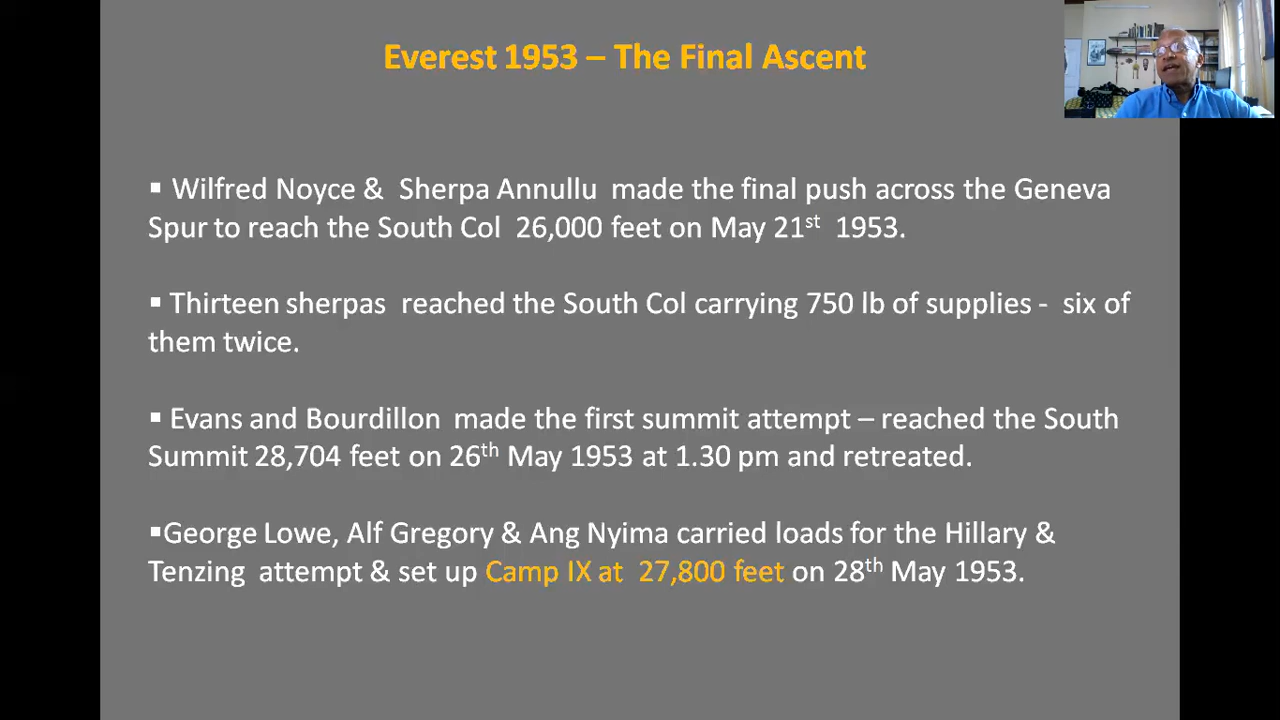 Everest 1953 – The Final Ascent
▪ Wilfred Noyce & Sherpa Annullu made the final push across the Geneva
Spur to reach the South Col 26,000 feet on May 21st 1953.
▪ Thirteen sherpas reached the South Col carrying 750 lb of supplies - six of
them twice.
▪ Evans and Bourdillon made the first summit attempt – reached the South
Summit 28,704 feet on 26th May 1953 at 1.30 pm and retreated.
▪George Lowe, Alf Gregory & Ang Nyima carried loads for the Hillary &
Tenzing attempt & set up Camp IX at 27,800 feet on 28th May 1953.